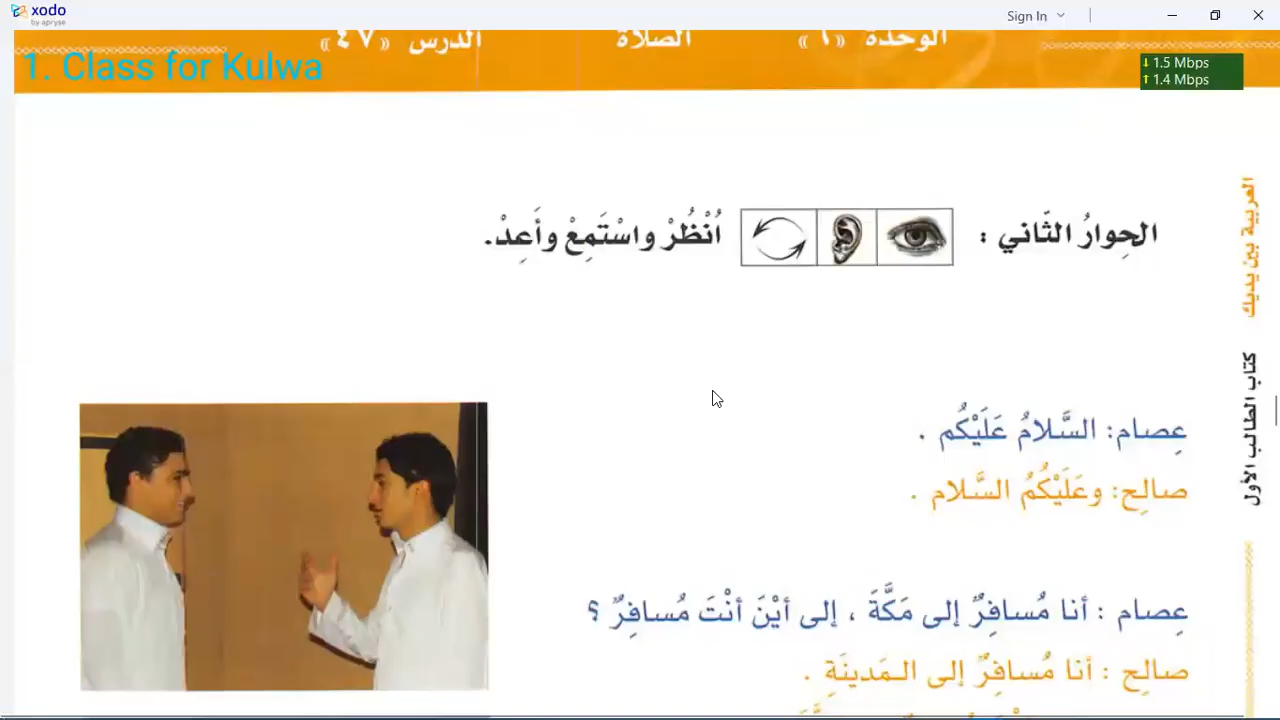 xodo
by apryse
Sign In
الوحدة «٦» الصلاة الدرس «٤٧»
1. Class for Kulwa
↓ 1.5 Mbps
↑ 1.4 Mbps
الحِوارُ الثّاني : اُنْظُرْ واسْتَمِعْ وأَعِدْ.
العربية بين يديك
كتاب الطالب الأول
عِصام: السَّلامُ عَلَيْكُم .
صالِح: وعَلَيْكُمُ السَّلام .
عِصام : أنا مُسافِرٌ إلى مَكَّةَ ، إلى أيْنَ أنْتَ مُسافِرٌ ؟
صالِح : أنا مُسافِرٌ إلى الـمَدينَةِ .